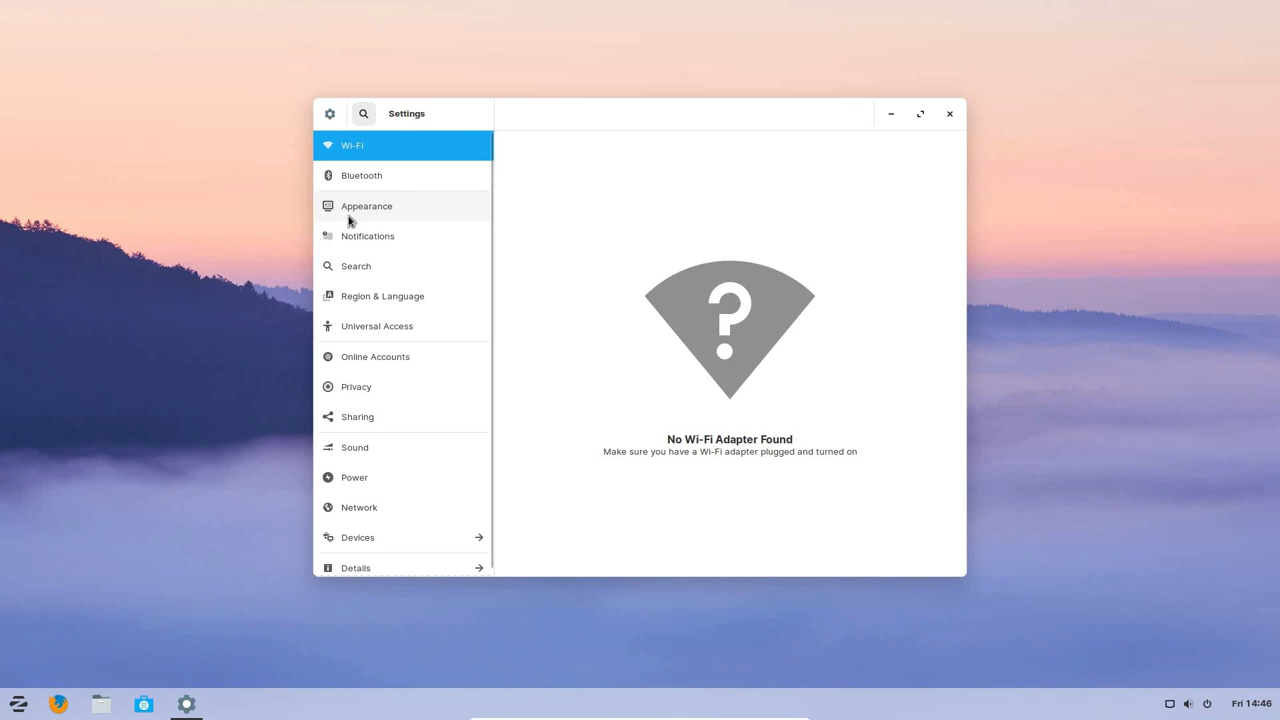 Settings
Wi-Fi
Bluetooth
Appearance
Notifications
Search
Region & Language
Universal Access
Online Accounts
Privacy
Sharing
Sound
Power
Network
Devices
Details
No Wi-Fi Adapter Found
Make sure you have a Wi-Fi adapter plugged and turned on
Fri 14:46